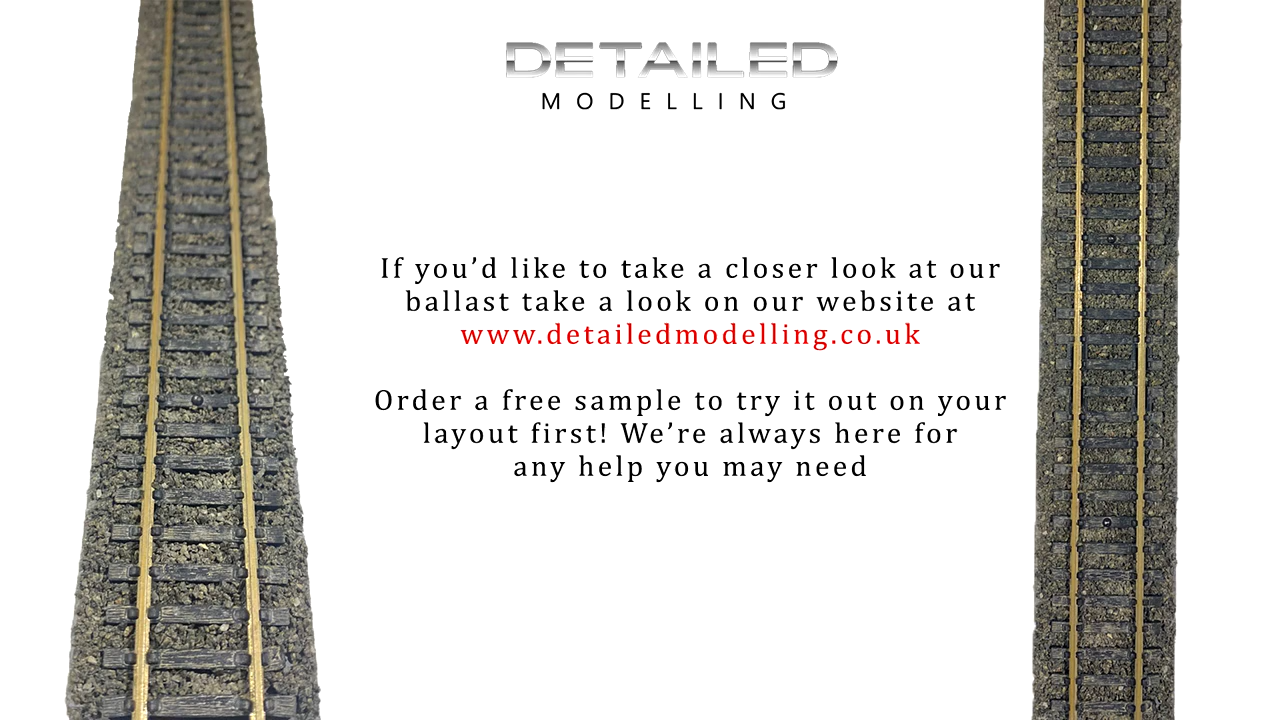 DETAILED
MODELLING
If you’d like to take a closer look at our
ballast take a look on our website at
www.detailedmodelling.co.uk
Order a free sample to try it out on your
layout first! We’re always here for
any help you may need